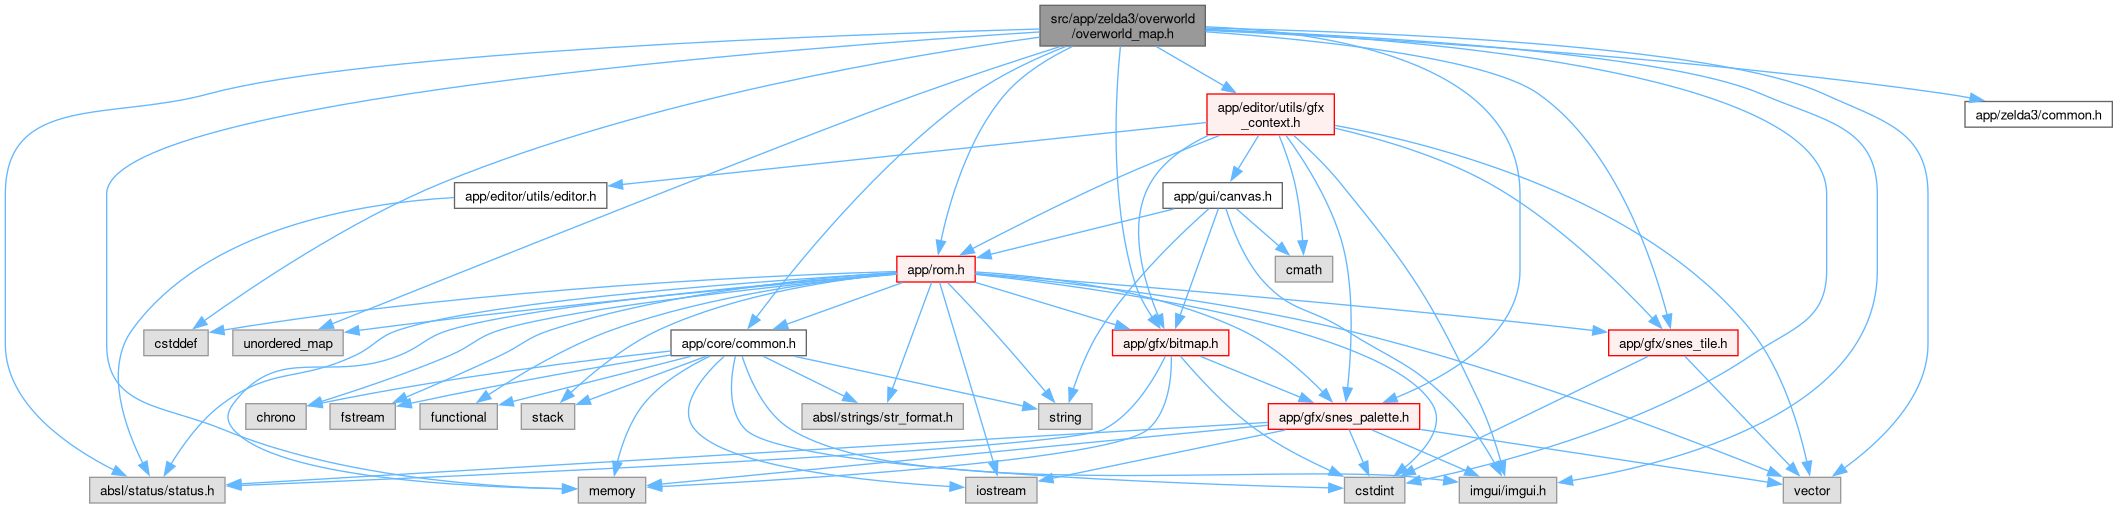 src/app/zelda3/overworld
/overworld_map.h
app/editor/utils/gfx
_context.h
app/zelda3/common.h
app/editor/utils/editor.h
app/gui/canvas.h
app/rom.h
cmath
cstddef
unordered_map
app/core/common.h
app/gfx/bitmap.h
app/gfx/snes_tile.h
chrono
fstream
functional
stack
absl/strings/str_format.h
string
app/gfx/snes_palette.h
absl/status/status.h
memory
iostream
cstdint
imgui/imgui.h
vector